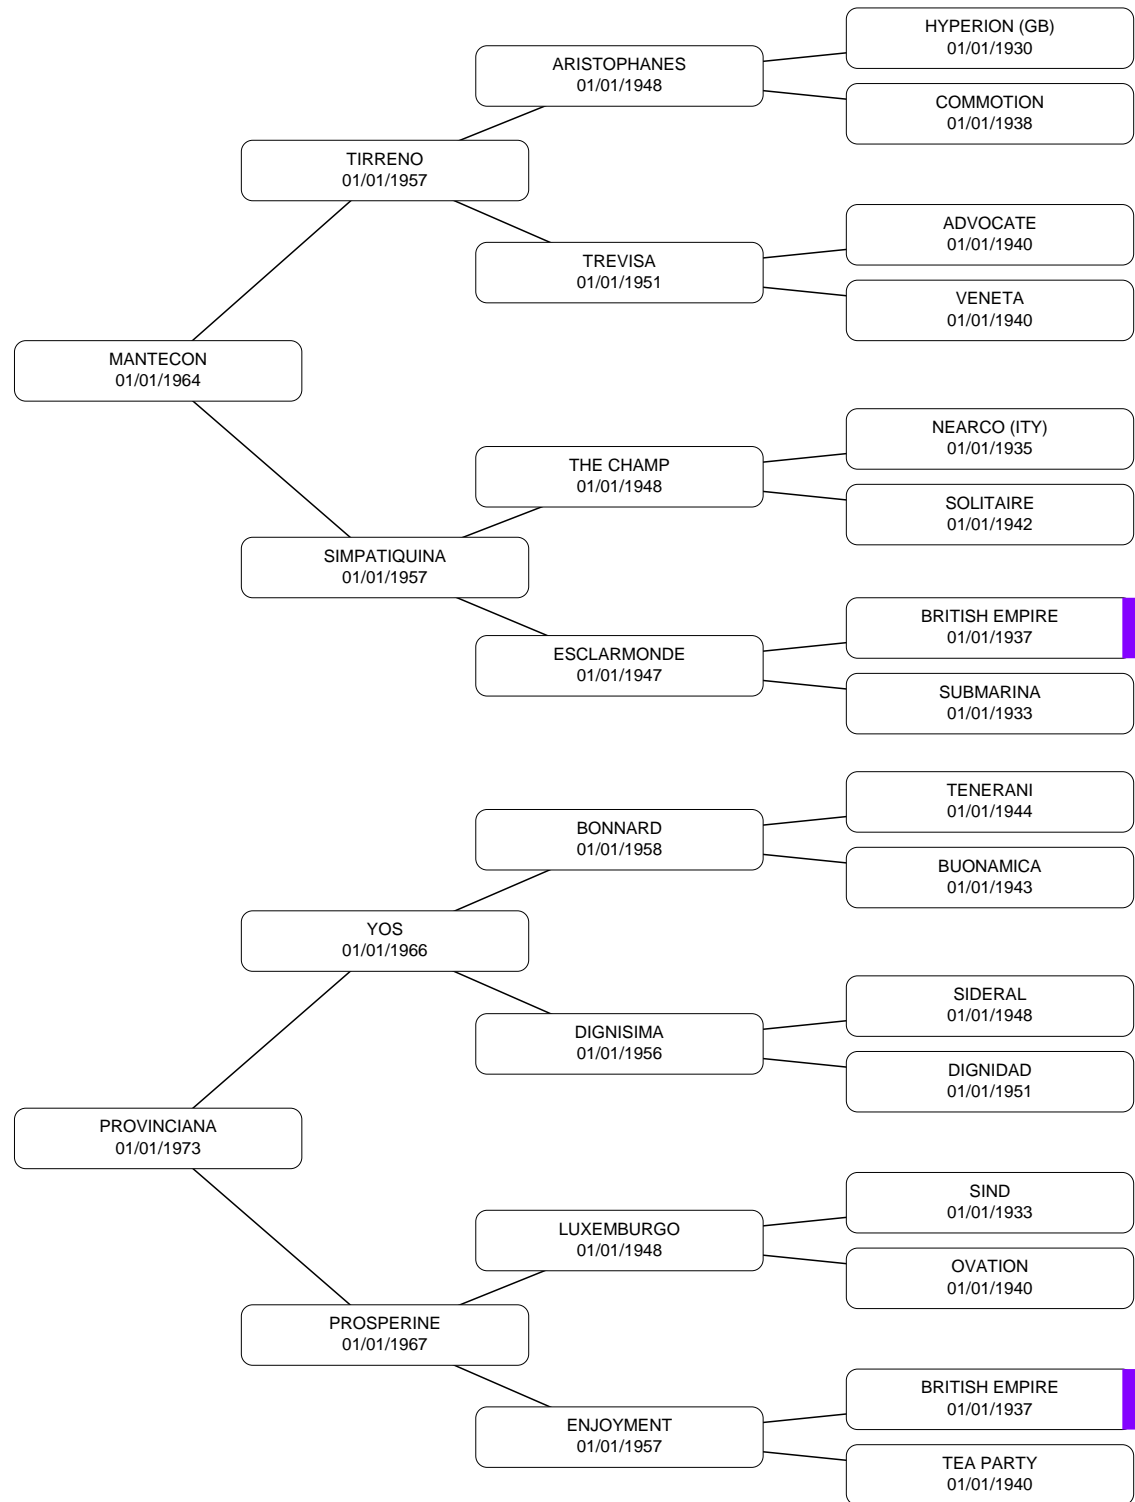 HYPERION (GB)
01/01/1930
ARISTOPHANES
01/01/1948
COMMOTION
01/01/1938
TIRRENO
01/01/1957
ADVOCATE
01/01/1940
TREVISA
01/01/1951
VENETA
01/01/1940
MANTECON
01/01/1964
NEARCO (ITY)
01/01/1935
THE CHAMP
01/01/1948
SOLITAIRE
01/01/1942
SIMPATIQUINA
01/01/1957
BRITISH EMPIRE
01/01/1937
ESCLARMONDE
01/01/1947
SUBMARINA
01/01/1933
TENERANI
01/01/1944
BONNARD
01/01/1958
BUONAMICA
01/01/1943
YOS
01/01/1966
SIDERAL
01/01/1948
DIGNISIMA
01/01/1956
DIGNIDAD
01/01/1951
PROVINCIANA
01/01/1973
SIND
01/01/1933
LUXEMBURGO
01/01/1948
OVATION
01/01/1940
PROSPERINE
01/01/1967
BRITISH EMPIRE
01/01/1937
ENJOYMENT
01/01/1957
TEA PARTY
01/01/1940